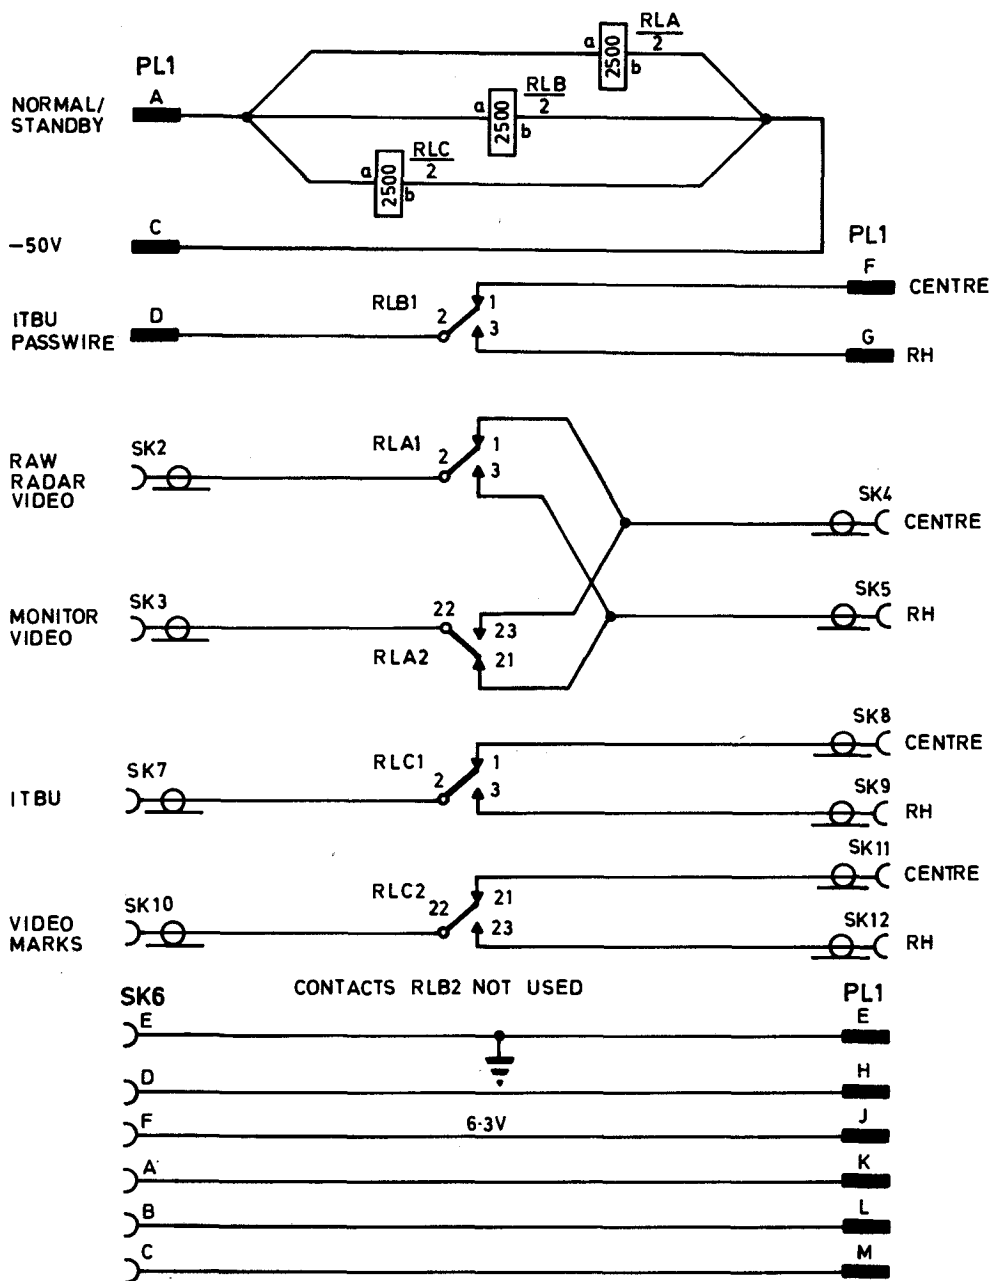 RLA
2
a
2500
b
PL1
A
NORMAL/
STANDBY
RLB
2
a
2500
b
RLC
2
a
2500
b
C
-50V
PL1
F
CENTRE
RLB1
1
2
3
D
ITBU
PASSWIRE
G
RH
SK2
RAW
RADAR
VIDEO
RLA1
1
2
3
SK4
CENTRE
SK3
MONITOR
VIDEO
22
23
21
RLA2
SK5
RH
SK8
CENTRE
SK7
ITBU
RLC1
1
2
3
SK9
RH
SK11
CENTRE
SK10
VIDEO
MARKS
RLC2
21
22
23
SK12
RH
CONTACTS RLB2 NOT USED
SK6
PL1
E
E
D
H
F
6·3V
J
A
K
B
L
C
M